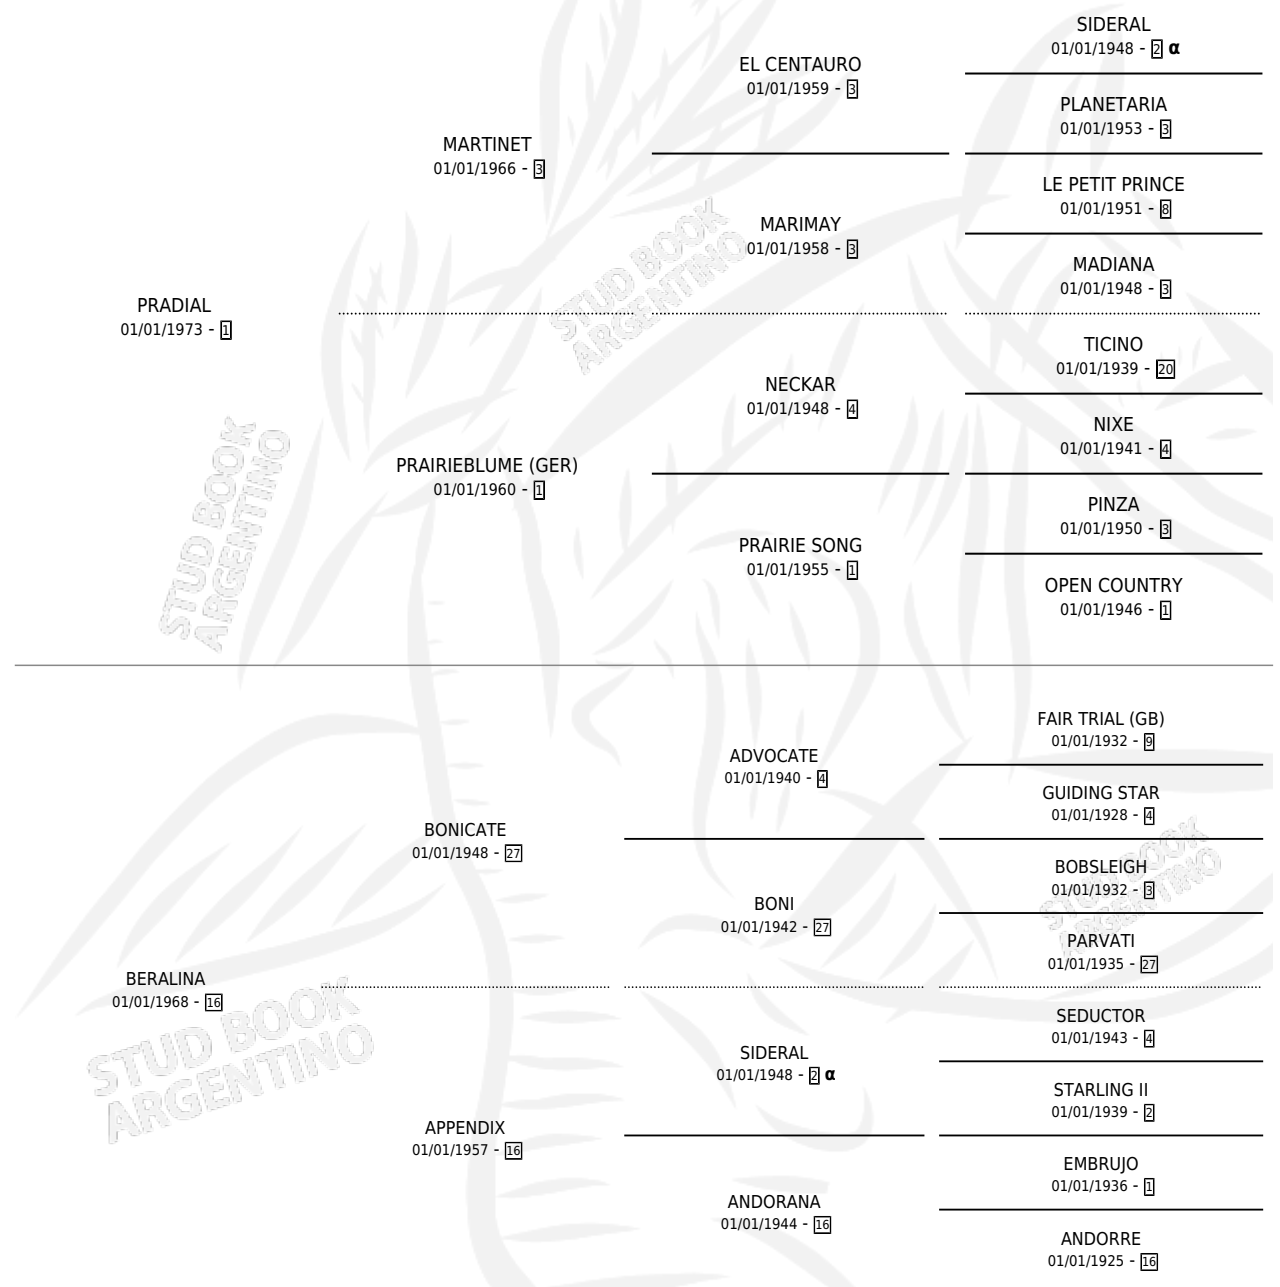 SIDERAL
01/01/1948 - 2 α
EL CENTAURO
01/01/1959 - 3
PLANETARIA
01/01/1953 - 3
MARTINET
01/01/1966 - 3
LE PETIT PRINCE
01/01/1951 - 8
MARIMAY
01/01/1958 - 3
MADIANA
01/01/1948 - 3
PRADIAL
01/01/1973 - 1
TICINO
01/01/1939 - 20
NECKAR
01/01/1948 - 4
NIXE
01/01/1941 - 4
PRAIRIEBLUME (GER)
01/01/1960 - 1
PINZA
01/01/1950 - 3
PRAIRIE SONG
01/01/1955 - 1
OPEN COUNTRY
01/01/1946 - 1
FAIR TRIAL (GB)
01/01/1932 - 9
ADVOCATE
01/01/1940 - 4
GUIDING STAR
01/01/1928 - 4
BONICATE
01/01/1948 - 27
BOBSLEIGH
01/01/1932 - 3
BONI
01/01/1942 - 27
PARVATI
01/01/1935 - 27
BERALINA
01/01/1968 - 16
SEDUCTOR
01/01/1943 - 4
SIDERAL
01/01/1948 - 2 α
STARLING II
01/01/1939 - 2
APPENDIX
01/01/1957 - 16
EMBRUJO
01/01/1936 - 1
ANDORANA
01/01/1944 - 16
ANDORRE
01/01/1925 - 16
STUD BOOK
ARGENTINO
STUD BOOK
ARGENTINO
STUD BOOK
ARGENTINO
STUD BOOK
ARGENTINO